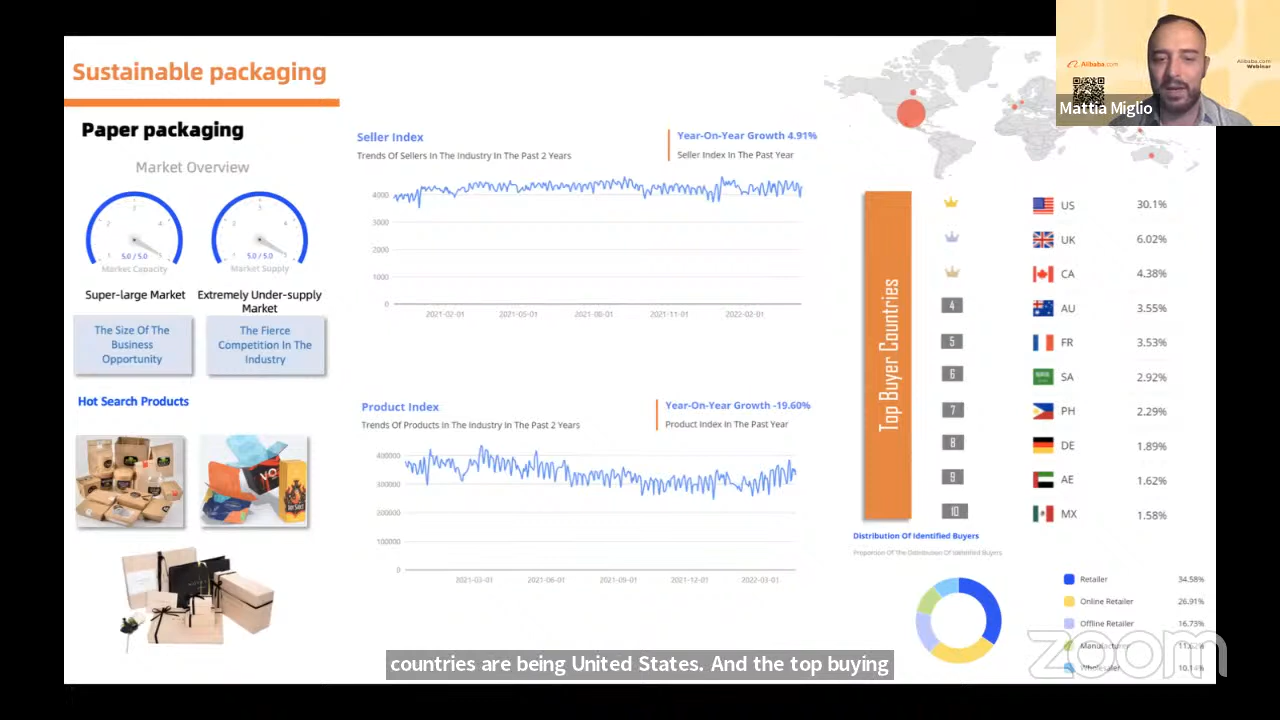 Sustainable packaging
Paper packaging
Market Overview
5.0 / 5.0
Market Capacity
5.0 / 5.0
Market Supply
Super-large Market
Extremely Under-supply
Market
The Size Of The
Business
Opportunity
The Fierce
Competition In The
Industry
Hot Search Products
Seller Index
Trends Of Sellers In The Industry In The Past 2 Years
Year-On-Year Growth 4.91%
Seller Index In The Past Year
4000
3000
2000
1000
0
2021-02-01 2021-05-01 2021-08-01 2021-11-01 2022-02-01
Product Index
Trends Of Products In The Industry In The Past 2 Years
Year-On-Year Growth -19.60%
Product Index In The Past Year
400000
300000
200000
100000
0
2021-03-01 2021-06-01 2021-09-01 2021-12-01 2022-03-01
Alibaba.com
Alibaba.com
Webinar
Mattia Miglio
Top Buyer Countries
US 30.1%
UK 6.02%
CA 4.38%
4 AU 3.55%
5 FR 3.53%
6 SA 2.92%
7 PH 2.29%
8 DE 1.89%
9 AE 1.62%
10 MX 1.58%
Distribution Of Identified Buyers
Proportion Of The Distribution Of Identified Buyers
Retailer 34.58%
Online Retailer 26.91%
Offline Retailer 16.73%
Manufacturer
Wholesaler
zoom
countries are being United States. And the top buying